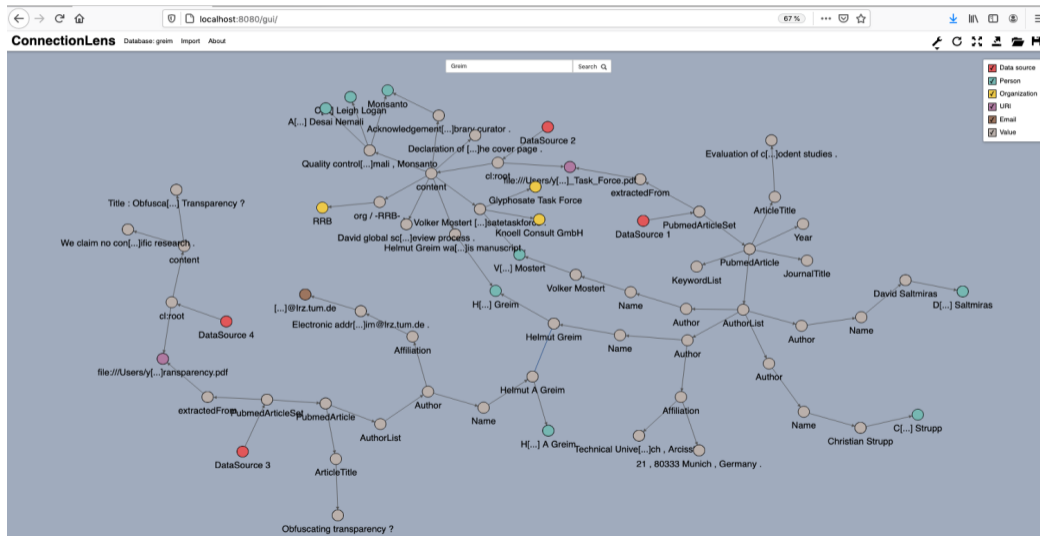 localhost:8080/gui/
67%
ConnectionLens
Database: greim
Import
About
Greim
Search
Data source
Person
Organization
URI
Email
Value
Monsanto
C[...] Leigh Logan
A[...] Desai Nemali
Acknowledgement[...]brary curator .
Declaration of [...]he cover page .
DataSource 2
Evaluation of c[...]odent studies .
Quality control[...]mali , Monsanto
cl:root
file:///Users/y[...]_Task_Force.pdf
content
extractedFrom
Title : Obfusca[...] Transparency ?
Glyphosate Task Force
ArticleTitle
RRB
org / -RRB-
Volker Mostert [...]satetaskfor
Knoell Consult GmbH
DataSource 1
PubmedArticleSet
Year
David global sc[...]eview process .
We claim no con[...]ific research .
Helmut Greim wa[...]is manuscript .
content
V[...] Mostert
PubmedArticle
JournalTitle
KeywordList
Volker Mostert
David Saltmiras
D[...] Saltmiras
H[...] Greim
Name
[...]@lrz.tum.de
cl:root
Author
AuthorList
Name
Electronic addr[...]im@lrz.tum.de .
DataSource 4
Helmut Greim
Author
Name
Affiliation
Author
file:///Users/y[...]ransparency.pdf
Author
Helmut A Greim
Affiliation
extractedFrom
PubmedArticleSet
PubmedArticle
Author
Name
Name
AuthorList
C[...] Strupp
Christian Strupp
H[...] A Greim
Technical Unive[...]ch , Arciss
21 , 80333 Munich , Germany .
DataSource 3
ArticleTitle
Obfuscating transparency ?